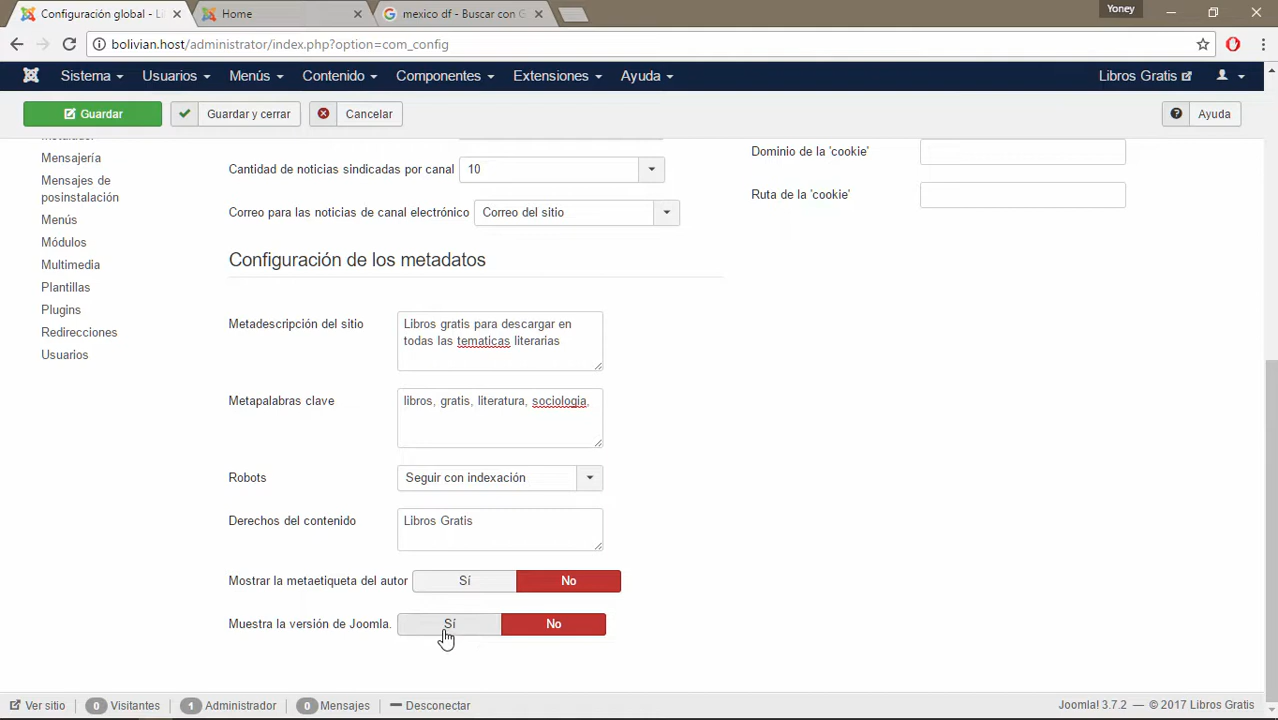 Configuración global - Li
Home
mexico df - Buscar con G
Yoney
bolivian.host/administrator/index.php?option=com_config
Sistema
Usuarios
Menús
Contenido
Componentes
Extensiones
Ayuda
Libros Gratis
Guardar
Guardar y cerrar
Cancelar
Ayuda
Mensajería
Mensajes de
posinstalación
Menús
Módulos
Multimedia
Plantillas
Plugins
Redirecciones
Usuarios
Cantidad de noticias sindicadas por canal
10
Correo para las noticias de canal electrónico
Correo del sitio
Dominio de la 'cookie'
Ruta de la 'cookie'
Configuración de los metadatos
Metadescripción del sitio
Libros gratis para descargar en
todas las tematicas literarias
Metapalabras clave
libros, gratis, literatura, sociologia,
Robots
Seguir con indexación
Derechos del contenido
Libros Gratis
Mostrar la metaetiqueta del autor
Sí
No
Muestra la versión de Joomla.
Sí
No
Ver sitio
0 Visitantes
1 Administrador
0 Mensajes
Desconectar
Joomla! 3.7.2 — © 2017 Libros Gratis